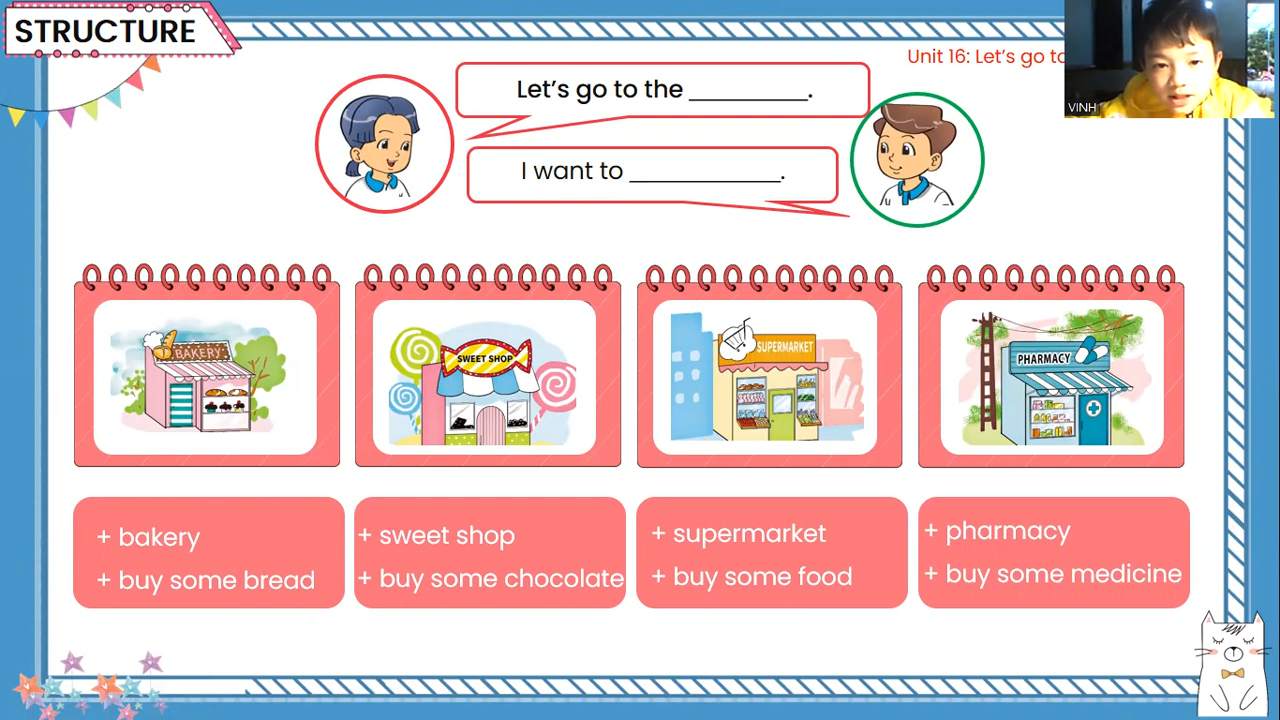 STRUCTURE
Unit 16: Let's go to
VINH
Let's go to the __________.
I want to _____________.
BAKERY
SWEET SHOP
SUPERMARKET
PHARMACY
+ bakery
+ buy some bread
+ sweet shop
+ buy some chocolate
+ supermarket
+ buy some food
+ pharmacy
+ buy some medicine